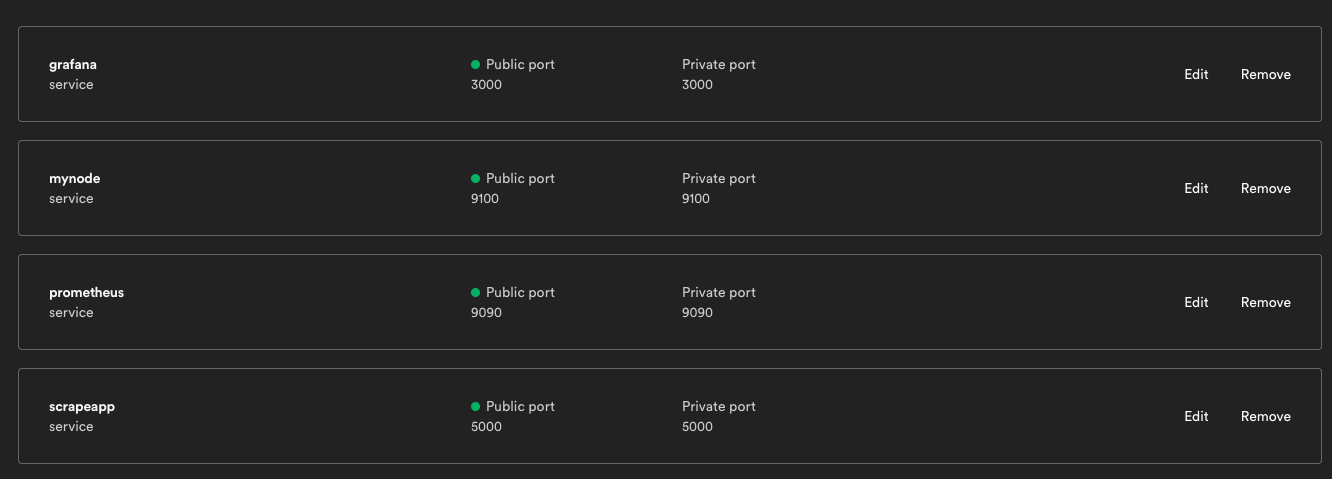 grafana
service
Public port
3000
Private port
3000
Edit
Remove
mynode
service
Public port
9100
Private port
9100
Edit
Remove
prometheus
service
Public port
9090
Private port
9090
Edit
Remove
scrapeapp
service
Public port
5000
Private port
5000
Edit
Remove